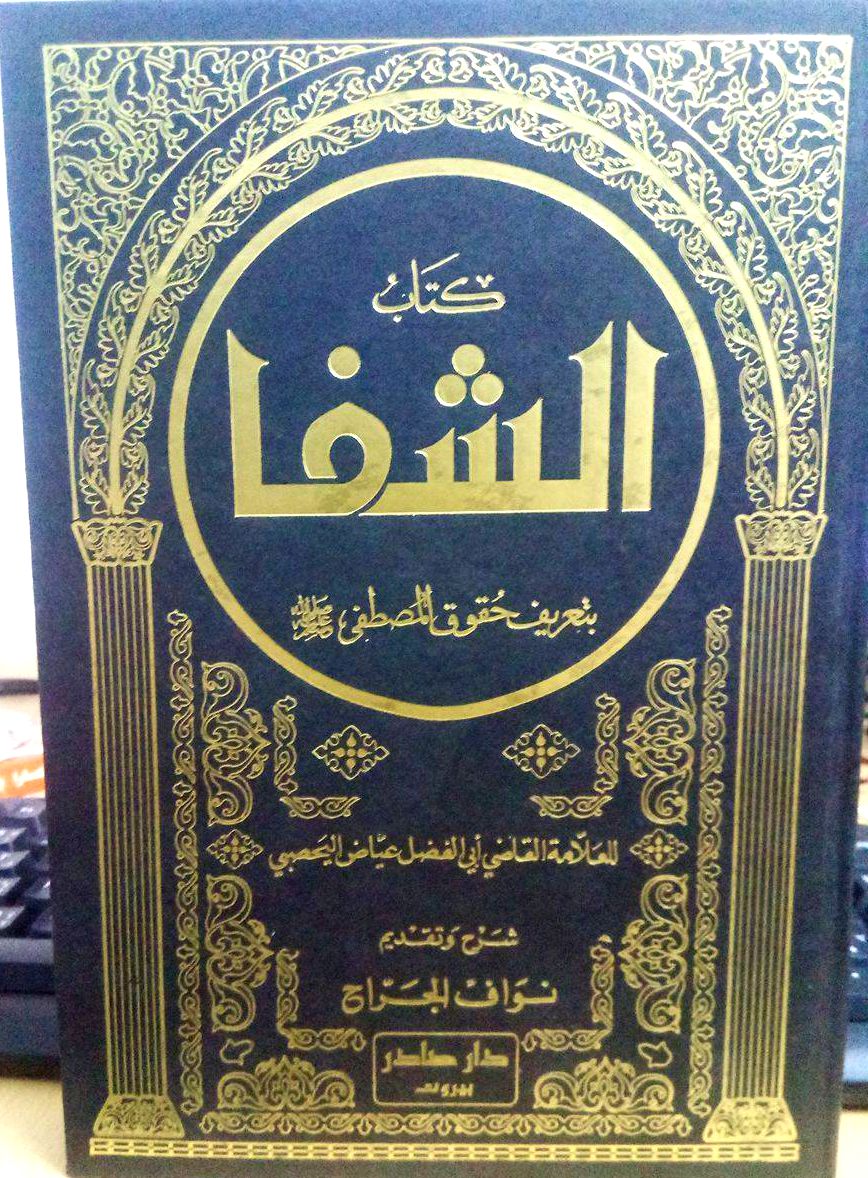 كتاب
الشفا
بتعريف حقوق المصطفى ﷺ
للعلامة القاضي أبي الفضل عياض اليحصبي
شرح وتقديم
نواف الجراح
دار صادر
بيروت